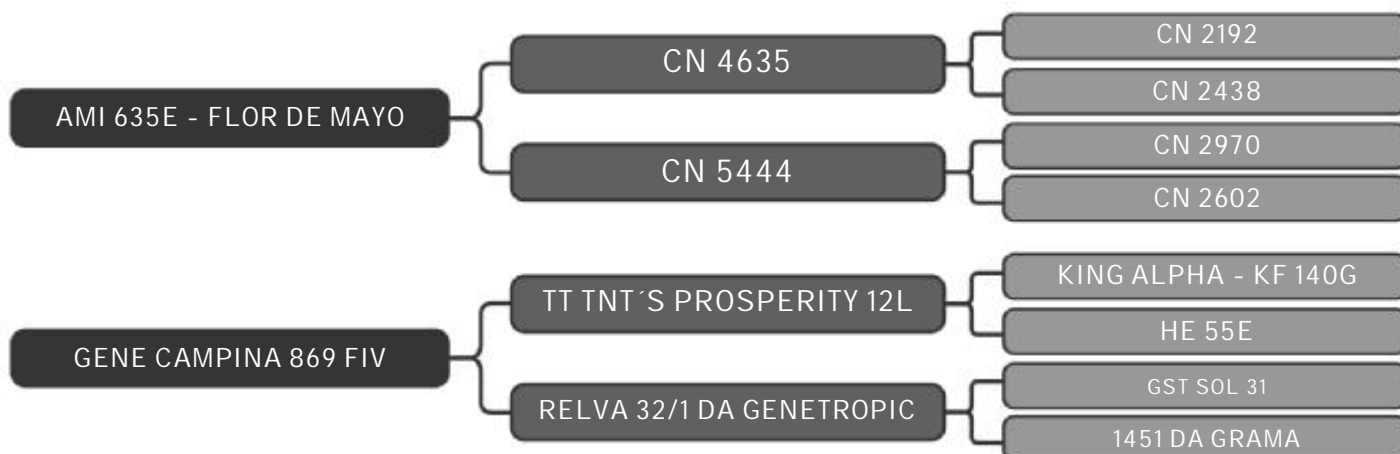 AMI 635E - FLOR DE MAYO
CN 4635
CN 5444
CN 2192
CN 2438
CN 2970
CN 2602
GENE CAMPINA 869 FIV
TT TNT´S PROSPERITY 12L
RELVA 32/1 DA GENETROPIC
KING ALPHA - KF 140G
HE 55E
GST SOL 31
1451 DA GRAMA